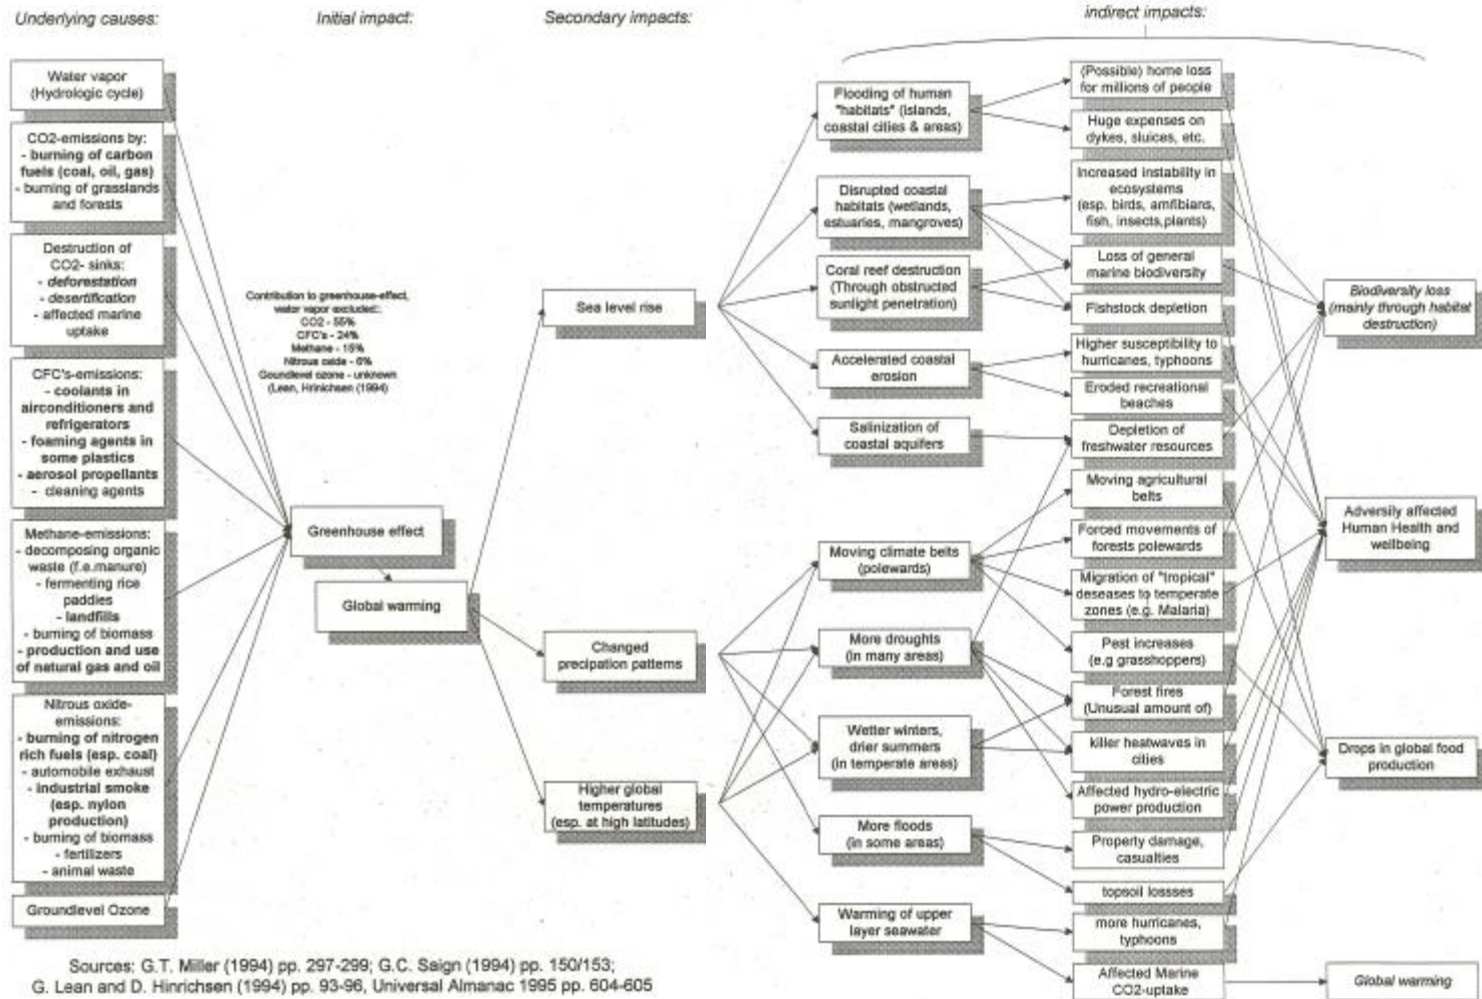 Underlying causes:
Initial impact:
Secondary impacts:
indirect impacts:
Water vapor
(Hydrologic cycle)
CO2-emissions by:
- burning of carbon
fuels (coal, oil, gas)
- burning of grasslands
and forests
Destruction of
CO2- sinks:
- deforestation
- desertification
- affected marine
uptake
CFC's-emissions:
- coolants in
airconditioners and
refrigerators
- foaming agents in
some plastics
- aerosol propellants
- cleaning agents
Methane-emissions:
- decomposing organic
waste (f.e.manure)
- fermenting rice
paddies
- landfills
- burning of biomass
- production and use
of natural gas and oil
Nitrous oxide-
emissions:
- burning of nitrogen
rich fuels (esp. coal)
- automobile exhaust
- industrial smoke
(esp. nylon
production)
- burning of biomass
- fertilizers
- animal waste
Groundlevel Ozone
Contribution to greenhouse-effect,
water vapor excluded:
CO2 - 55%
CFC's - 24%
Methane - 15%
Nitrous oxide - 6%
Goundlevel ozone - unknown
(Lean, Hrinichsen (1994)
Greenhouse effect
Global warming
Sea level rise
Changed
precipation patterns
Higher global
temperatures
(esp. at high latitudes)
Flooding of human
"habitats" (islands,
coastal cities & areas)
Disrupted coastal
habitats (wetlands,
estuaries, mangroves)
Coral reef destruction
(Through obstructed
sunlight penetration)
Accelerated coastal
erosion
Salinization of
coastal aquifers
Moving climate belts
(polewards)
More droughts
(in many areas)
Wetter winters,
drier summers
(in temperate areas)
More floods
(in some areas)
Warming of upper
layer seawater
(Possible) home loss
for millions of people
Huge expenses on
dykes, sluices, etc.
Increased instability in
ecosystems
(esp. birds, amfibians,
fish, insects,plants)
Loss of general
marine biodiversity
Fishstock depletion
Higher susceptibility to
hurricanes, typhoons
Eroded recreational
beaches
Depletion of
freshwater resources
Moving agricultural
belts
Forced movements of
forests polewards
Migration of "tropical"
deseases to temperate
zones (e.g. Malaria)
Pest increases
(e.g grasshoppers)
Forest fires
(Unusual amount of)
killer heatwaves in
cities
Affected hydro-electric
power production
Property damage,
casualties
topsoil lossses
more hurricanes,
typhoons
Affected Marine
CO2-uptake
Biodiversity loss
(mainly through habitat
destruction)
Adversily affected
Human Health and
wellbeing
Drops in global food
production
Global warming
Sources: G.T. Miller (1994) pp. 297-299; G.C. Saign (1994) pp. 150/153;
G. Lean and D. Hinrichsen (1994) pp. 93-96, Universal Almanac 1995 pp. 604-605